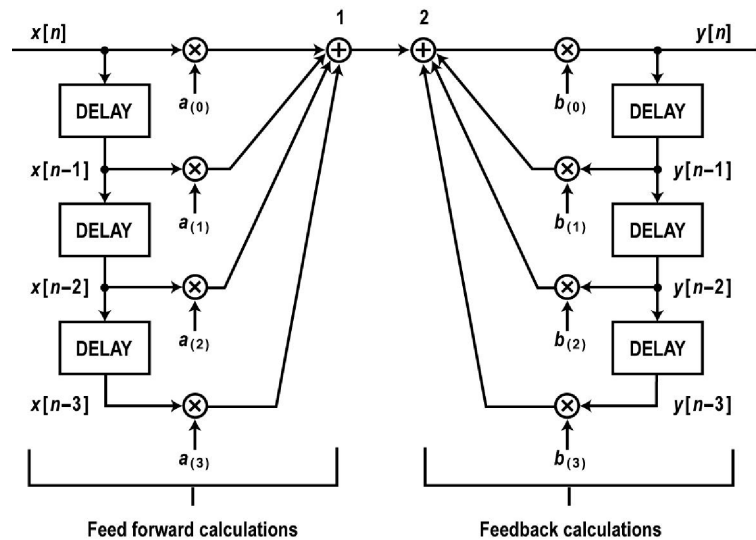 1 2
x[n] y[n]
a(0) b(0)
DELAY DELAY
x[n–1] y[n–1]
a(1) b(1)
DELAY DELAY
x[n–2] y[n–2]
a(2) b(2)
DELAY DELAY
x[n–3] y[n–3]
a(3) b(3)
Feed forward calculations Feedback calculations